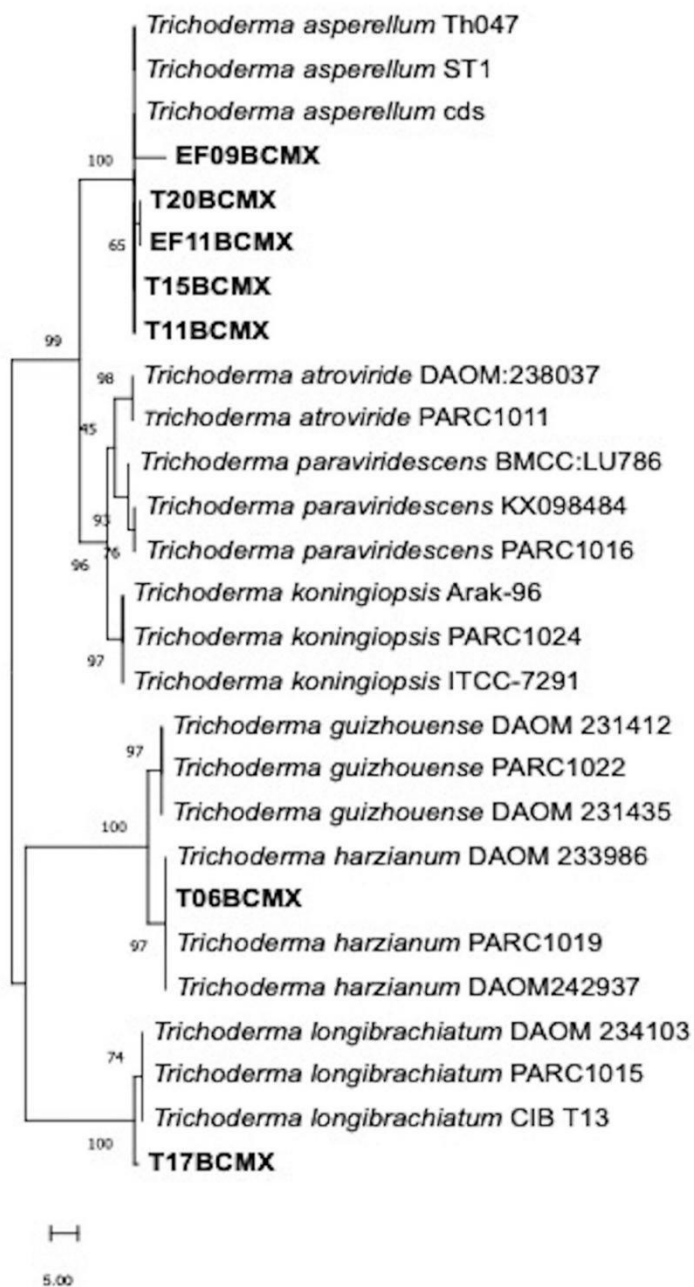 Trichoderma asperellum Th047
Trichoderma asperellum ST1
Trichoderma asperellum cds
100
EF09BCMX
T20BCMX
65
EF11BCMX
T15BCMX
T11BCMX
99
98
Trichoderma atroviride DAOM:238037
45
Trichoderma atroviride PARC1011
Trichoderma paraviridescens BMCC:LU786
93
Trichoderma paraviridescens KX098484
96
76
Trichoderma paraviridescens PARC1016
Trichoderma koningiopsis Arak-96
Trichoderma koningiopsis PARC1024
97
Trichoderma koningiopsis ITCC-7291
Trichoderma guizhouense DAOM 231412
97
Trichoderma guizhouense PARC1022
Trichoderma guizhouense DAOM 231435
100
Trichoderma harzianum DAOM 233986
T06BCMX
97
Trichoderma harzianum PARC1019
Trichoderma harzianum DAOM242937
Trichoderma longibrachiatum DAOM 234103
74
Trichoderma longibrachiatum PARC1015
Trichoderma longibrachiatum CIB T13
100
T17BCMX
5.00